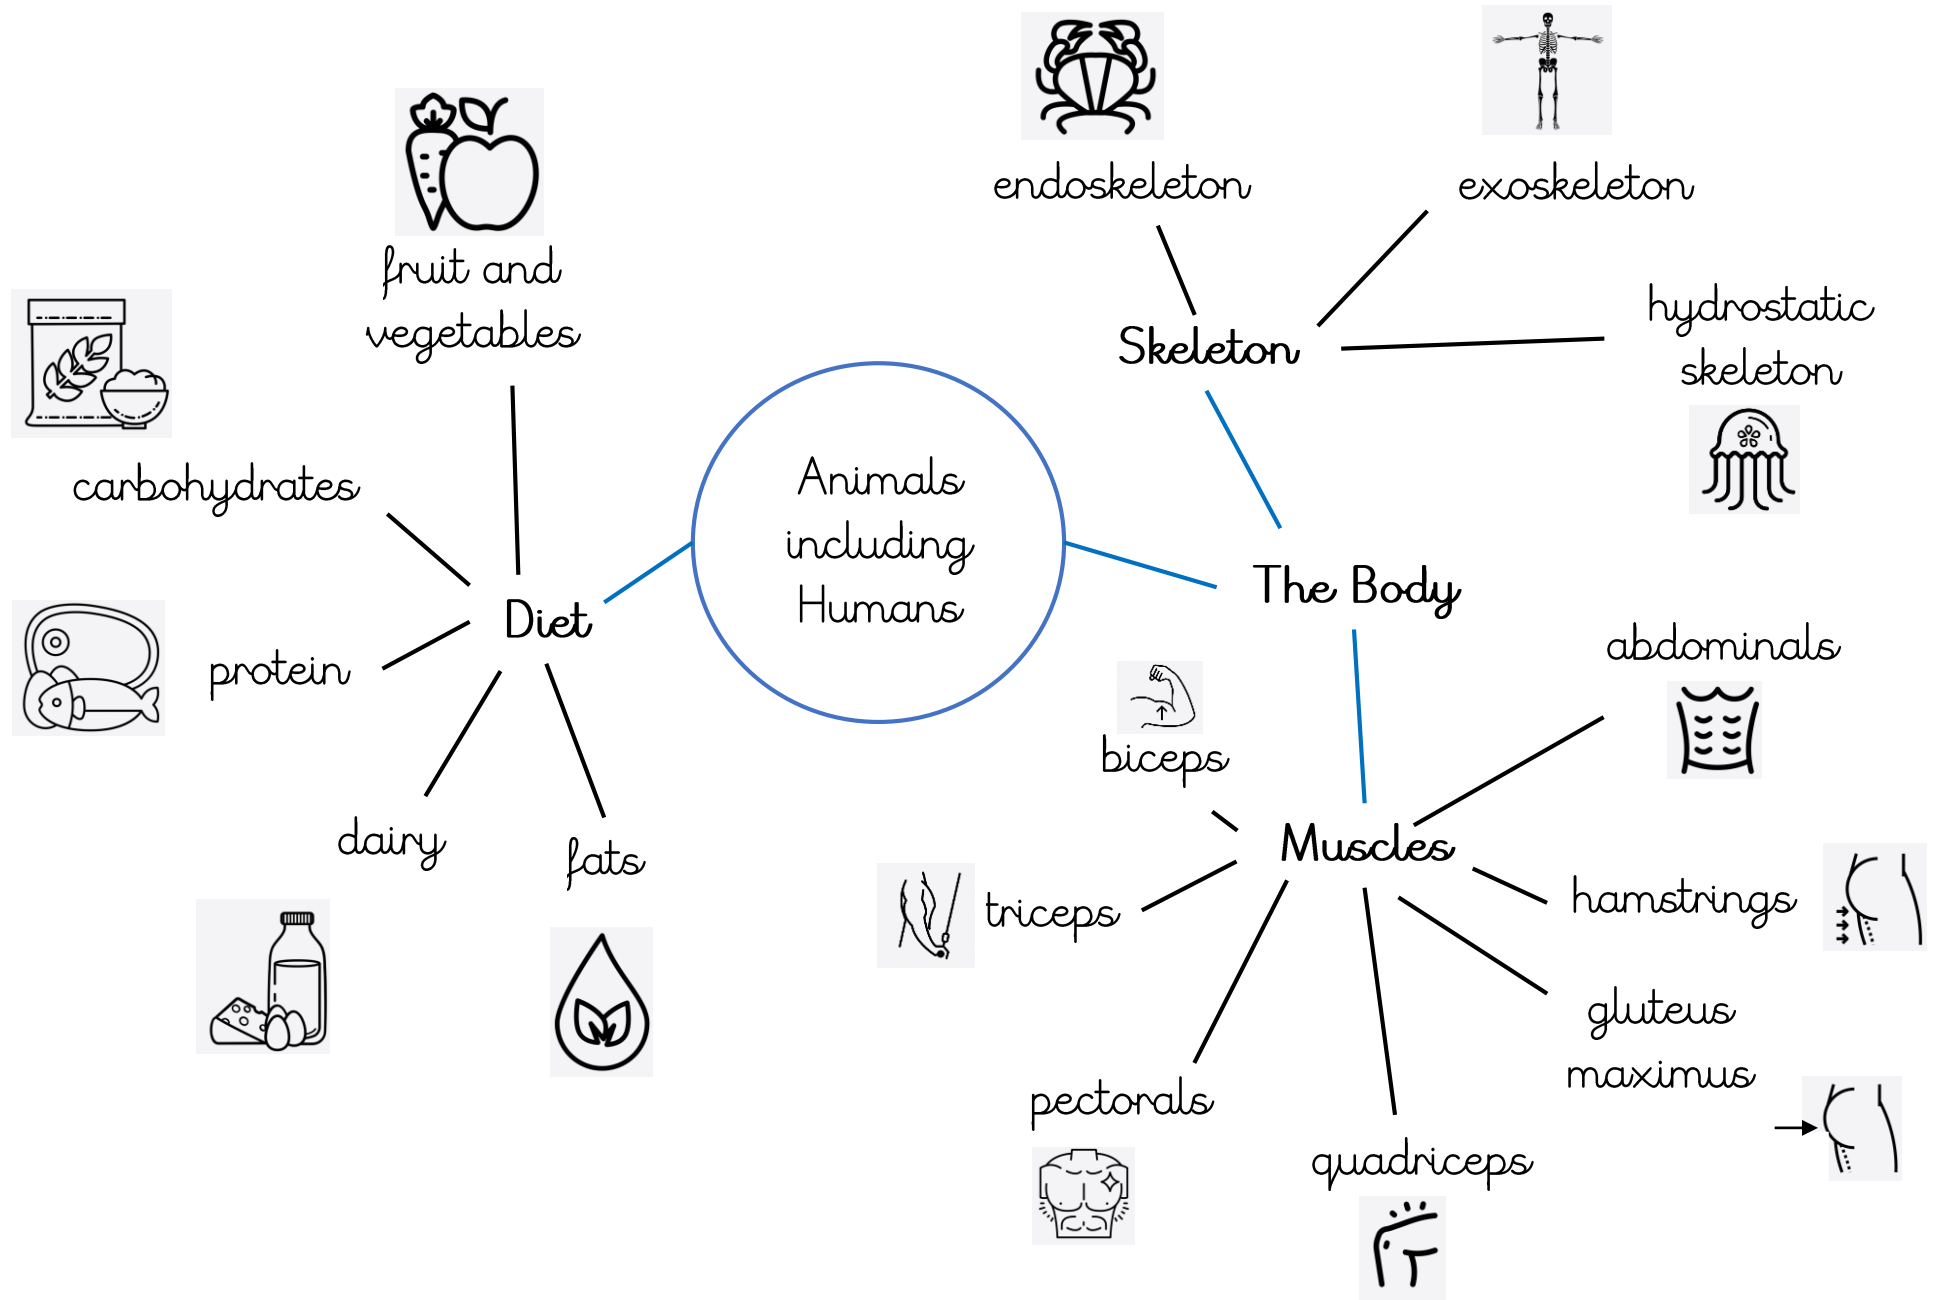 Animals
including
Humans
Diet
fruit and
vegetables
carbohydrates
protein
dairy
fats
The Body
Skeleton
endoskeleton
exoskeleton
hydrostatic
skeleton
Muscles
biceps
triceps
pectorals
quadriceps
gluteus
maximus
hamstrings
abdominals